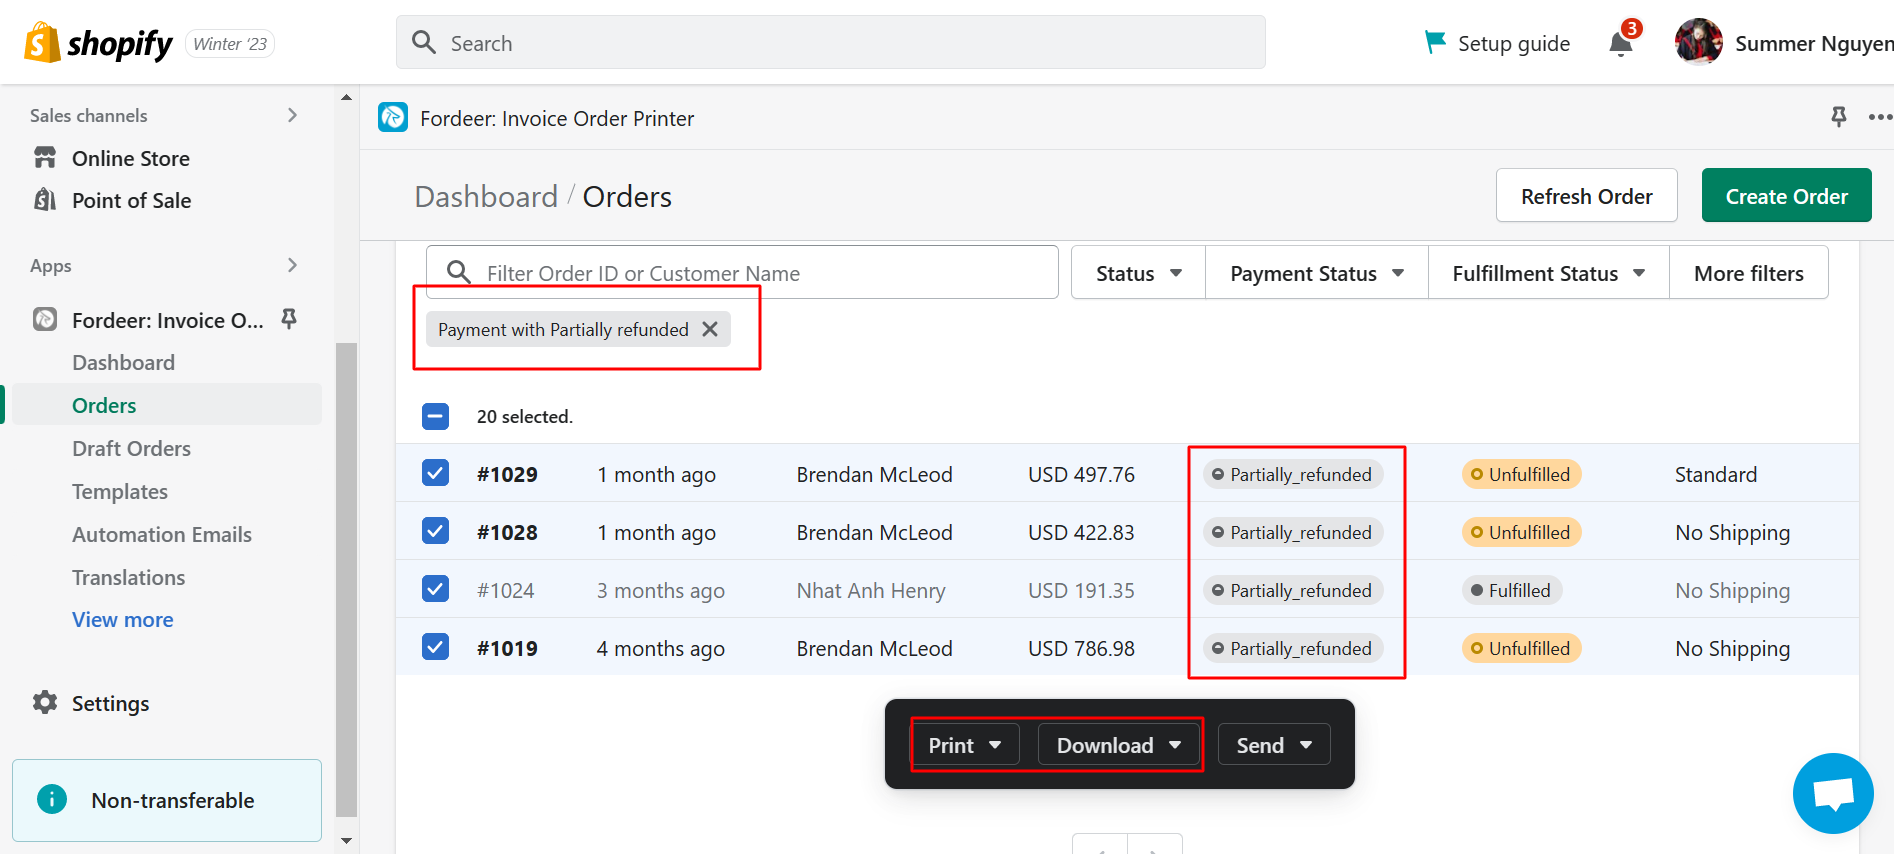 shopify Winter ‘23
Search
Setup guide
3
Summer Nguyen
Sales channels
Online Store
Point of Sale
Apps
Fordeer: Invoice O...
Dashboard
Orders
Draft Orders
Templates
Automation Emails
Translations
View more
Settings
Non-transferable
Fordeer: Invoice Order Printer
Dashboard / Orders
Refresh Order
Create Order
Filter Order ID or Customer Name
Status
Payment Status
Fulfillment Status
More filters
Payment with Partially refunded
20 selected.
#1029 1 month ago Brendan McLeod USD 497.76 Partially_refunded Unfulfilled Standard
#1028 1 month ago Brendan McLeod USD 422.83 Partially_refunded Unfulfilled No Shipping
#1024 3 months ago Nhat Anh Henry USD 191.35 Partially_refunded Fulfilled No Shipping
#1019 4 months ago Brendan McLeod USD 786.98 Partially_refunded Unfulfilled No Shipping
Print
Download
Send